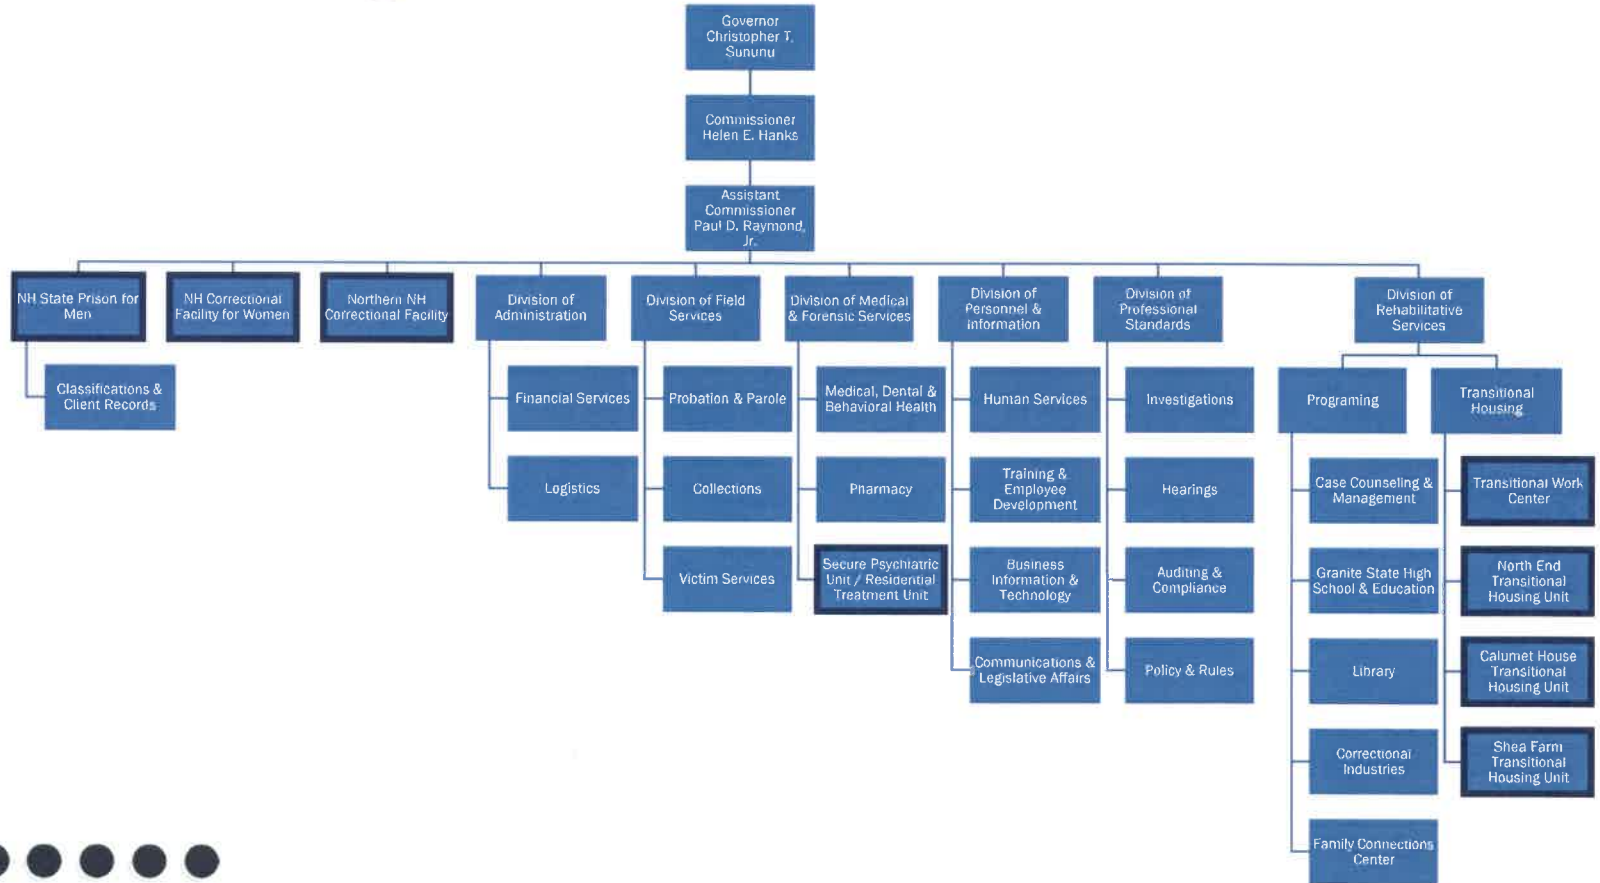 Governor
Christopher T.
Sununu
Commissioner
Helen E. Hanks
Assistant
Commissioner
Paul D. Raymond,
Jr.
NH State Prison for
Men
NH Correctional
Facility for Women
Northern NH
Correctional Facility
Division of
Administration
Division of Field
Services
Division of Medical
& Forensic Services
Division of
Personnel &
Information
Division of
Professional
Standards
Division of
Rehabilitative
Services
Classifications &
Client Records
Financial Services
Logistics
Probation & Parole
Collections
Victim Services
Medical, Dental &
Behavioral Health
Pharmacy
Secure Psychiatric
Unit / Residential
Treatment Unit
Human Services
Training &
Employee
Development
Business
Information &
Technology
Communications &
Legislative Affairs
Investigations
Hearings
Auditing &
Compliance
Policy & Rules
Programing
Case Counseling &
Management
Granite State High
School & Education
Library
Correctional
Industries
Family Connections
Center
Transitional
Housing
Transitional Work
Center
North End
Transitional
Housing Unit
Calumet House
Transitional
Housing Unit
Shea Farm
Transitional
Housing Unit